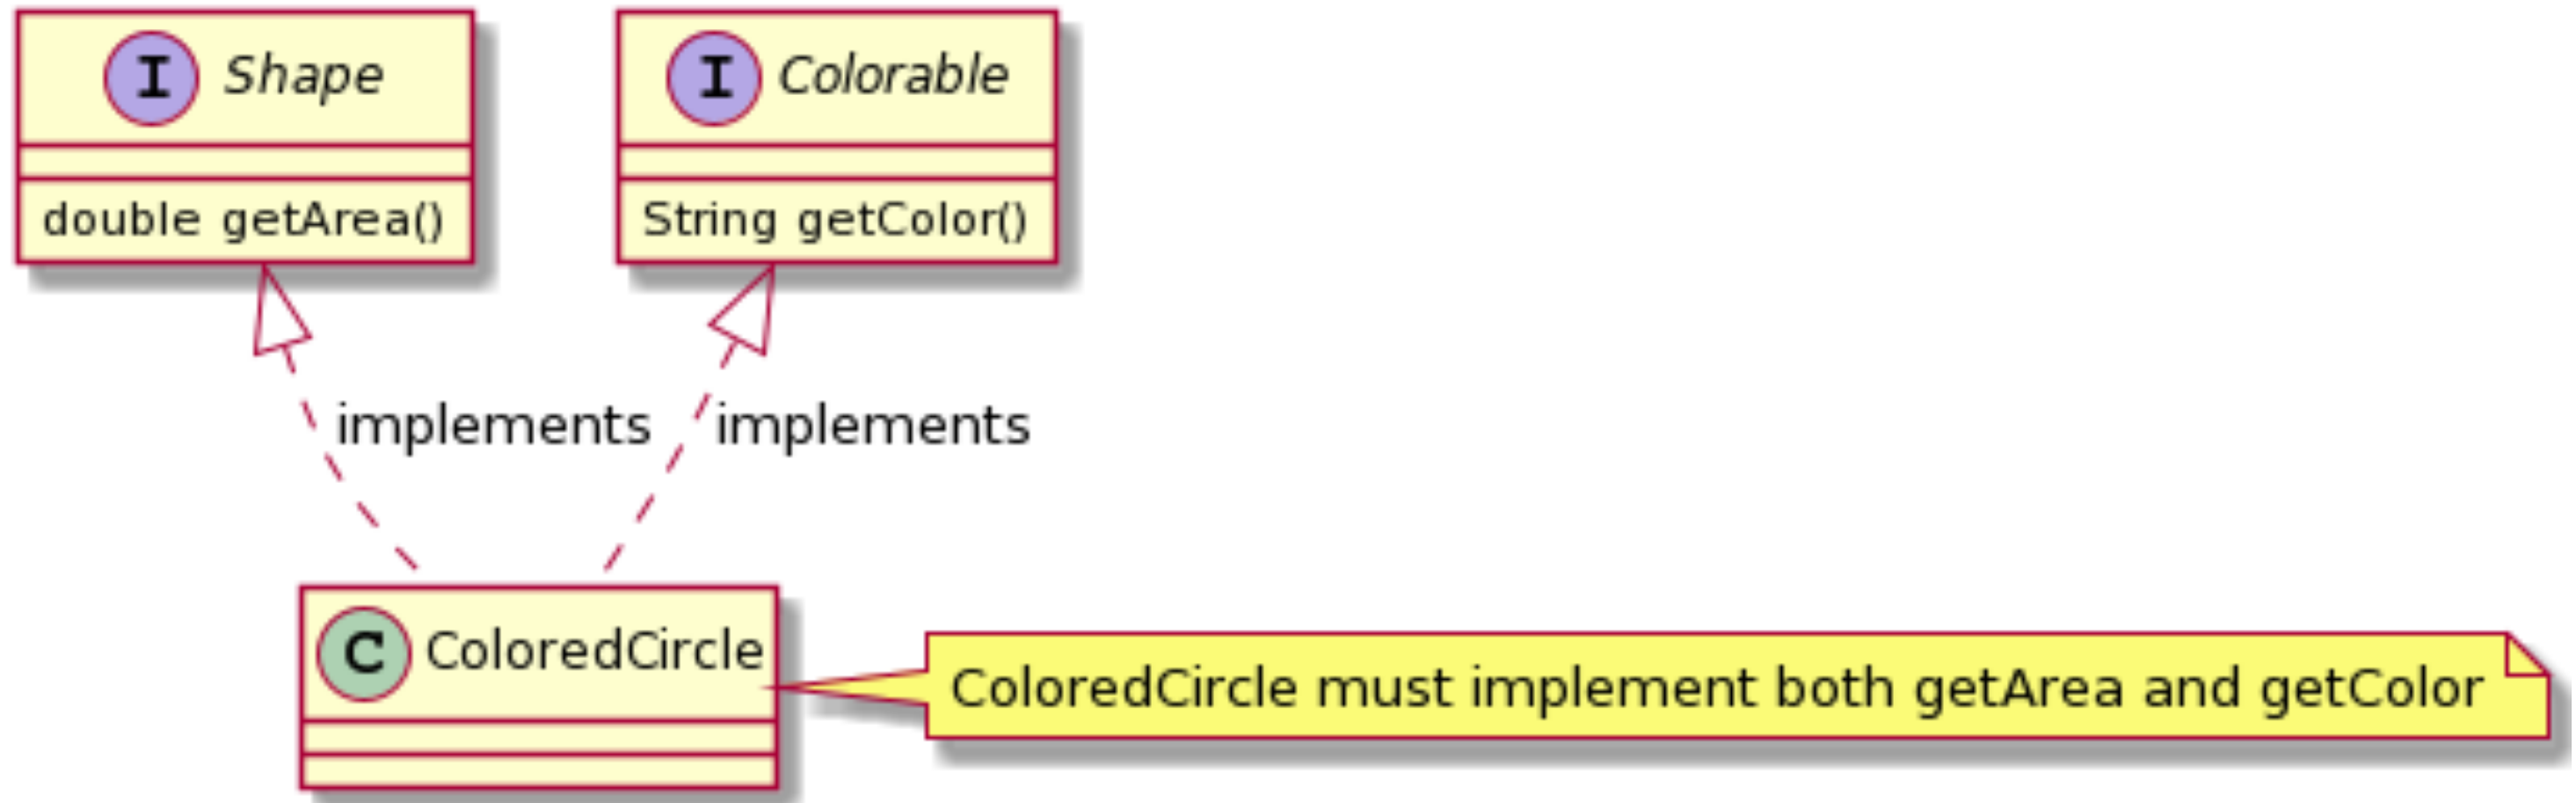 I Shape
double getArea()
I Colorable
String getColor()
implements
implements
C ColoredCircle
ColoredCircle must implement both getArea and getColor